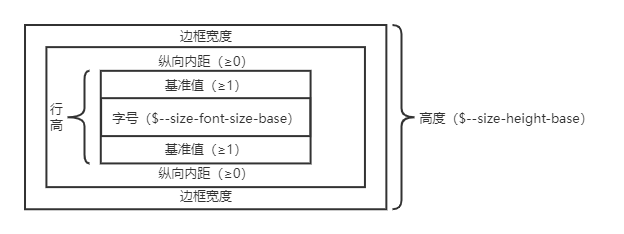 边框宽度
纵向内距（≥0）
基准值（≥1）
行高
字号（$--size-font-size-base）
高度（$--size-height-base）
基准值（≥1）
纵向内距（≥0）
边框宽度